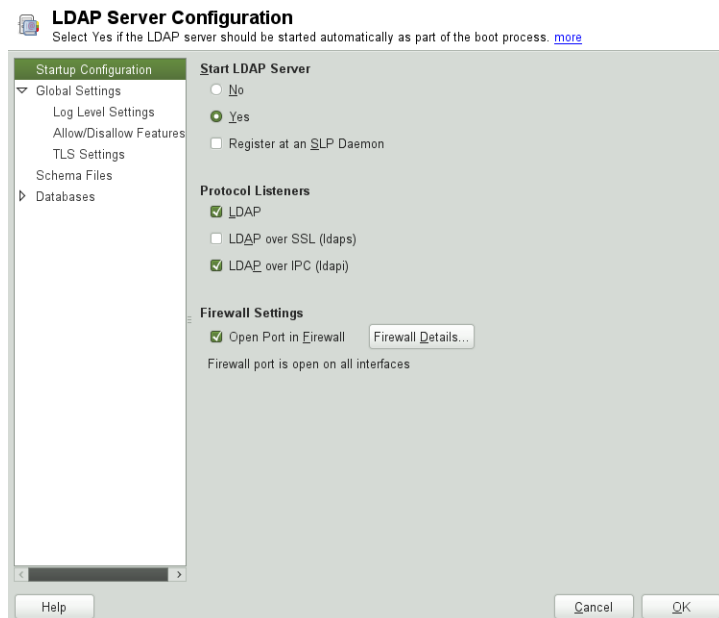 LDAP Server Configuration
Select Yes if the LDAP server should be started automatically as part of the boot process. more
Startup Configuration
Global Settings
Log Level Settings
Allow/Disallow Features
TLS Settings
Schema Files
Databases
Start LDAP Server
No
Yes
Register at an SLP Daemon
Protocol Listeners
LDAP
LDAP over SSL (ldaps)
LDAP over IPC (ldapi)
Firewall Settings
Open Port in Firewall
Firewall Details...
Firewall port is open on all interfaces
Help
Cancel
OK